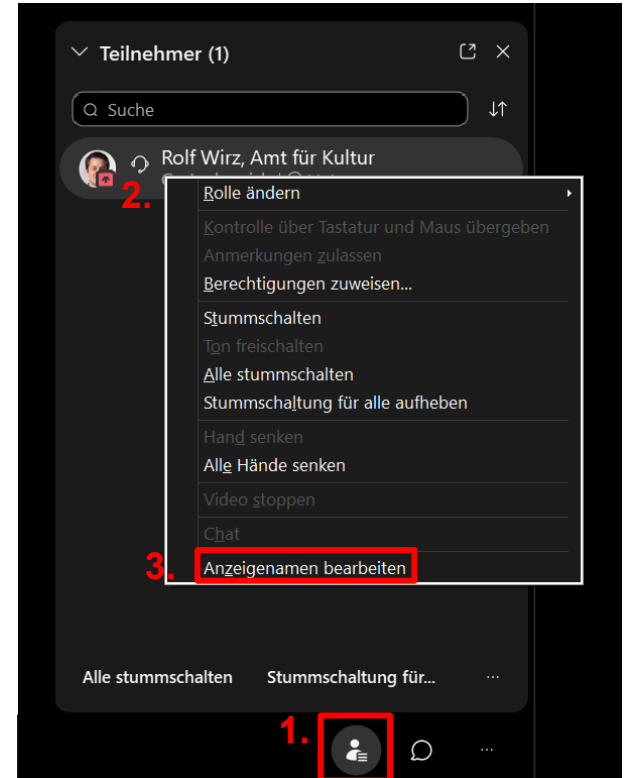 Teilnehmer (1)
Suche
Rolf Wirz, Amt für Kultur
2.
Rolle ändern
Kontrolle über Tastatur und Maus übergeben
Anmerkungen zulassen
Berechtigungen zuweisen...
Stummschalten
Ton freischalten
Alle stummschalten
Stummschaltung für alle aufheben
Hand senken
Alle Hände senken
Video stoppen
Chat
3.
Anzeigenamen bearbeiten
Alle stummschalten Stummschaltung für... ...
1.
...